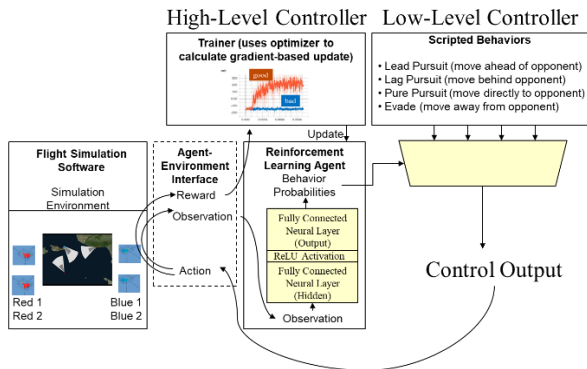 High-Level Controller
Low-Level Controller
Trainer (uses optimizer to
calculate gradient-based update)
good
bad
Scripted Behaviors
• Lead Pursuit (move ahead of opponent)
• Lag Pursuit (move behind opponent)
• Pure Pursuit (move directly to opponent)
• Evade (move away from opponent)
Update
Flight Simulation
Software
Simulation
Environment
Red 1
Red 2
Blue 1
Blue 2
Agent-
Environment
Interface
Reward
Observation
Action
Reinforcement
Learning Agent
Behavior
Probabilities
Fully Connected
Neural Layer
(Output)
ReLU Activation
Fully Connected
Neural Layer
(Hidden)
Observation
Control Output